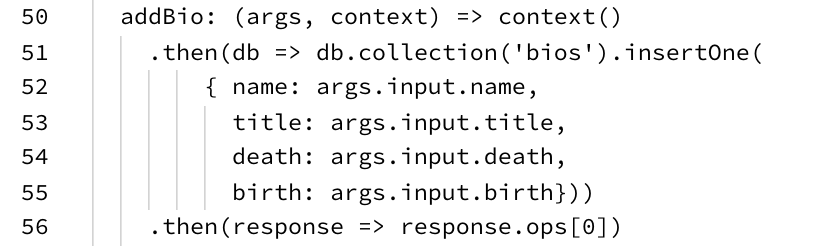 50 addBio: (args, context) => context()
51 .then(db => db.collection('bios').insertOne(
52 { name: args.input.name,
53 title: args.input.title,
54 death: args.input.death,
55 birth: args.input.birth}))
56 .then(response => response.ops[0])